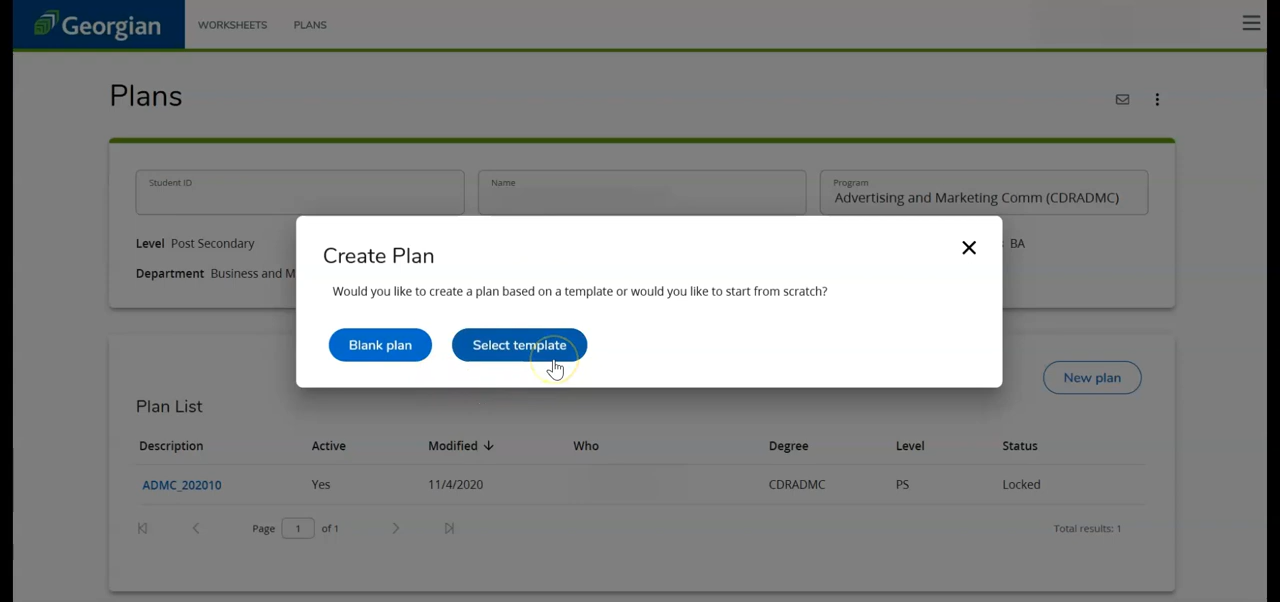 Georgian
WORKSHEETS PLANS
Plans
Student ID Name Program
Advertising and Marketing Comm (CDRADMC)
Level Post Secondary BA
Department Business and M
Create Plan
Would you like to create a plan based on a template or would you like to start from scratch?
Blank plan Select template
New plan
Plan List
Description Active Modified Who Degree Level Status
ADMC_202010 Yes 11/4/2020 CDRADMC PS Locked
Page 1 of 1 Total results: 1